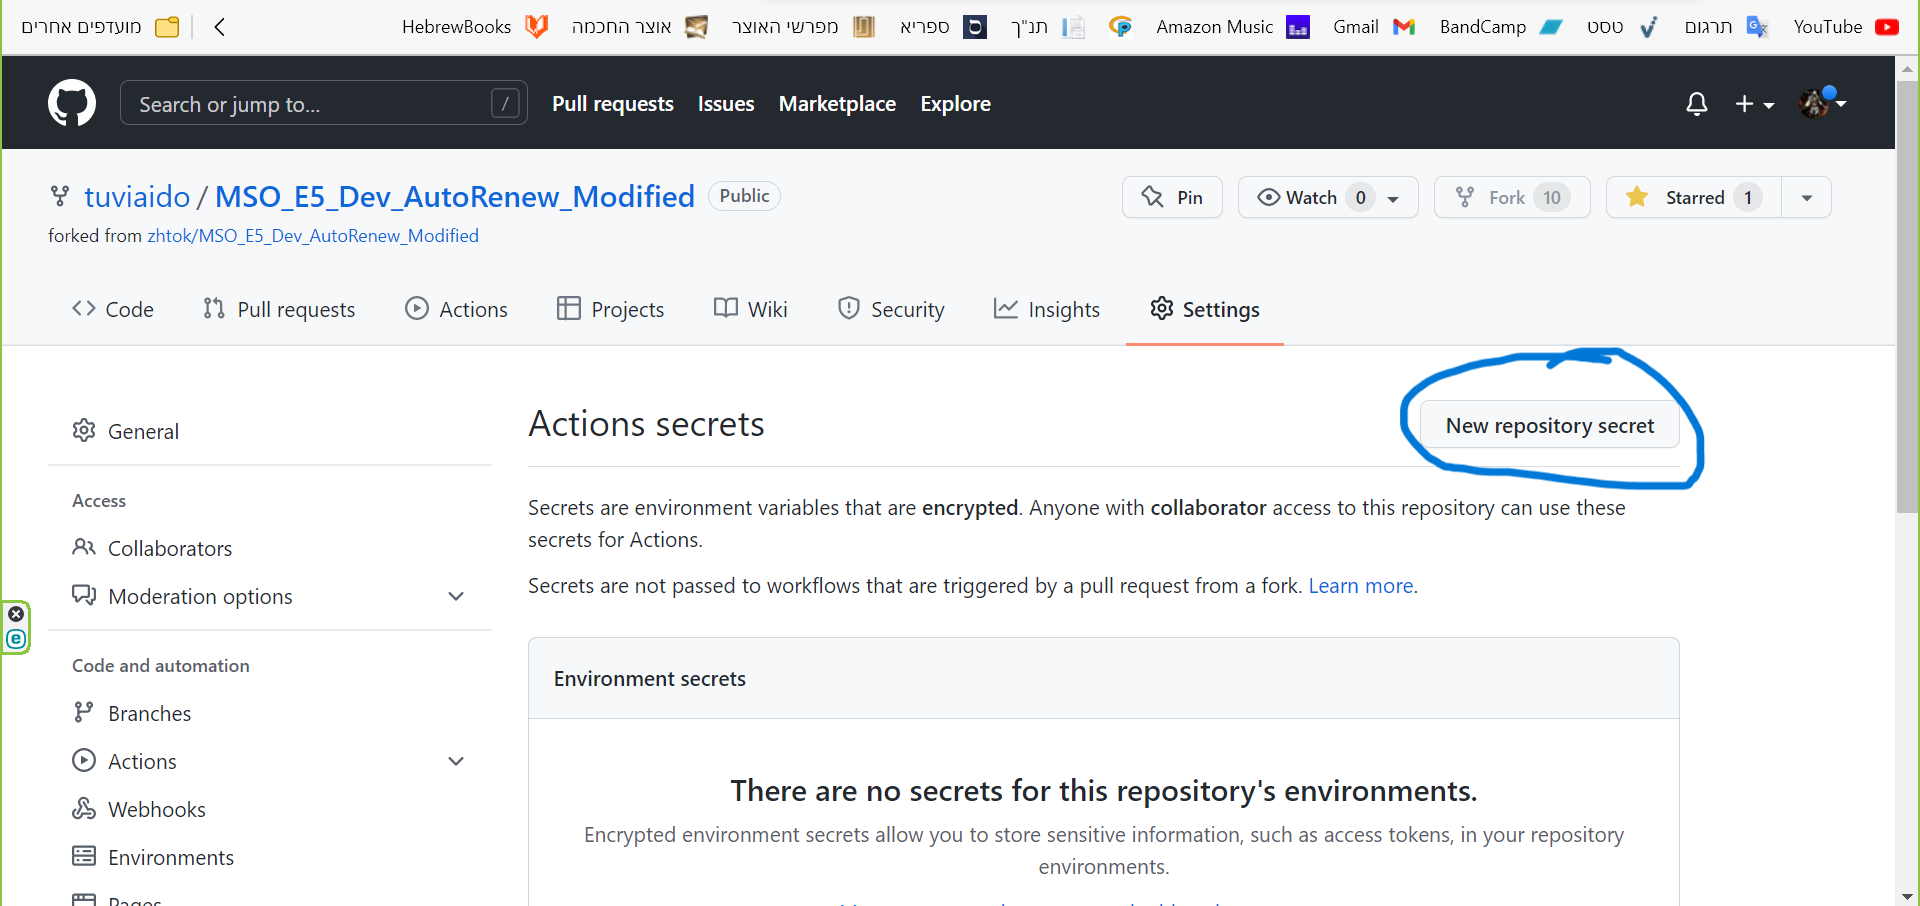 מועדפים אחרים HebrewBooks אוצר החכמה מפרשי האוצר ספריא תנ"ך Amazon Music Gmail BandCamp טסט תרגום YouTube
Search or jump to... / Pull requests Issues Marketplace Explore
tuviaido / MSO_E5_Dev_AutoRenew_Modified Public Pin Watch 0 Fork 10 Starred 1
forked from zhtok/MSO_E5_Dev_AutoRenew_Modified
Code Pull requests Actions Projects Wiki Security Insights Settings
General
Access
Collaborators
Moderation options
Code and automation
Branches
Actions
Webhooks
Environments
Pages
Actions secrets
New repository secret
Secrets are environment variables that are encrypted. Anyone with collaborator access to this repository can use these
secrets for Actions.
Secrets are not passed to workflows that are triggered by a pull request from a fork. Learn more.
Environment secrets
There are no secrets for this repository's environments.
Encrypted environment secrets allow you to store sensitive information, such as access tokens, in your repository
environments.